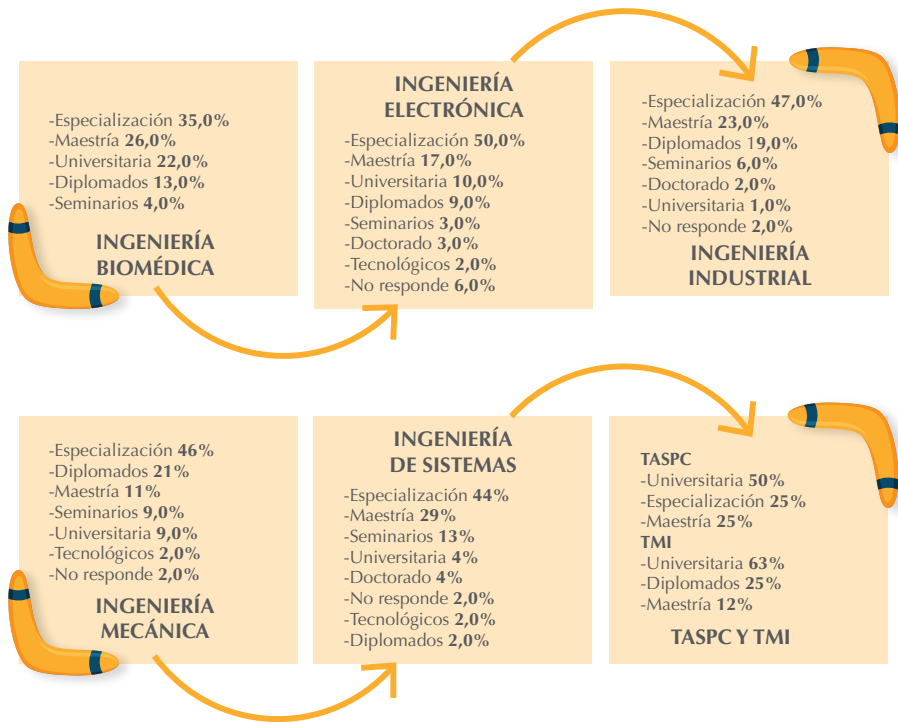 -Especialización 35,0%
-Maestría 26,0%
-Universitaria 22,0%
-Diplomados 13,0%
-Seminarios 4,0%
INGENIERÍA
BIOMÉDICA
INGENIERÍA
ELECTRÓNICA
-Especialización 50,0%
-Maestría 17,0%
-Universitaria 10,0%
-Diplomados 9,0%
-Seminarios 3,0%
-Doctorado 3,0%
-Tecnológicos 2,0%
-No responde 6,0%
-Especialización 47,0%
-Maestría 23,0%
-Diplomados 19,0%
-Seminarios 6,0%
-Doctorado 2,0%
-Universitaria 1,0%
-No responde 2,0%
INGENIERÍA
INDUSTRIAL
-Especialización 46%
-Diplomados 21%
-Maestría 11%
-Seminarios 9,0%
-Universitaria 9,0%
-Tecnológicos 2,0%
-No responde 2,0%
INGENIERÍA
MECÁNICA
INGENIERÍA
DE SISTEMAS
-Especialización 44%
-Maestría 29%
-Seminarios 13%
-Universitaria 4%
-Doctorado 4%
-No responde 2,0%
-Tecnológicos 2,0%
-Diplomados 2,0%
TASPC
-Universitaria 50%
-Especialización 25%
-Maestría 25%
TMI
-Universitaria 63%
-Diplomados 25%
-Maestría 12%
TASPC Y TMI